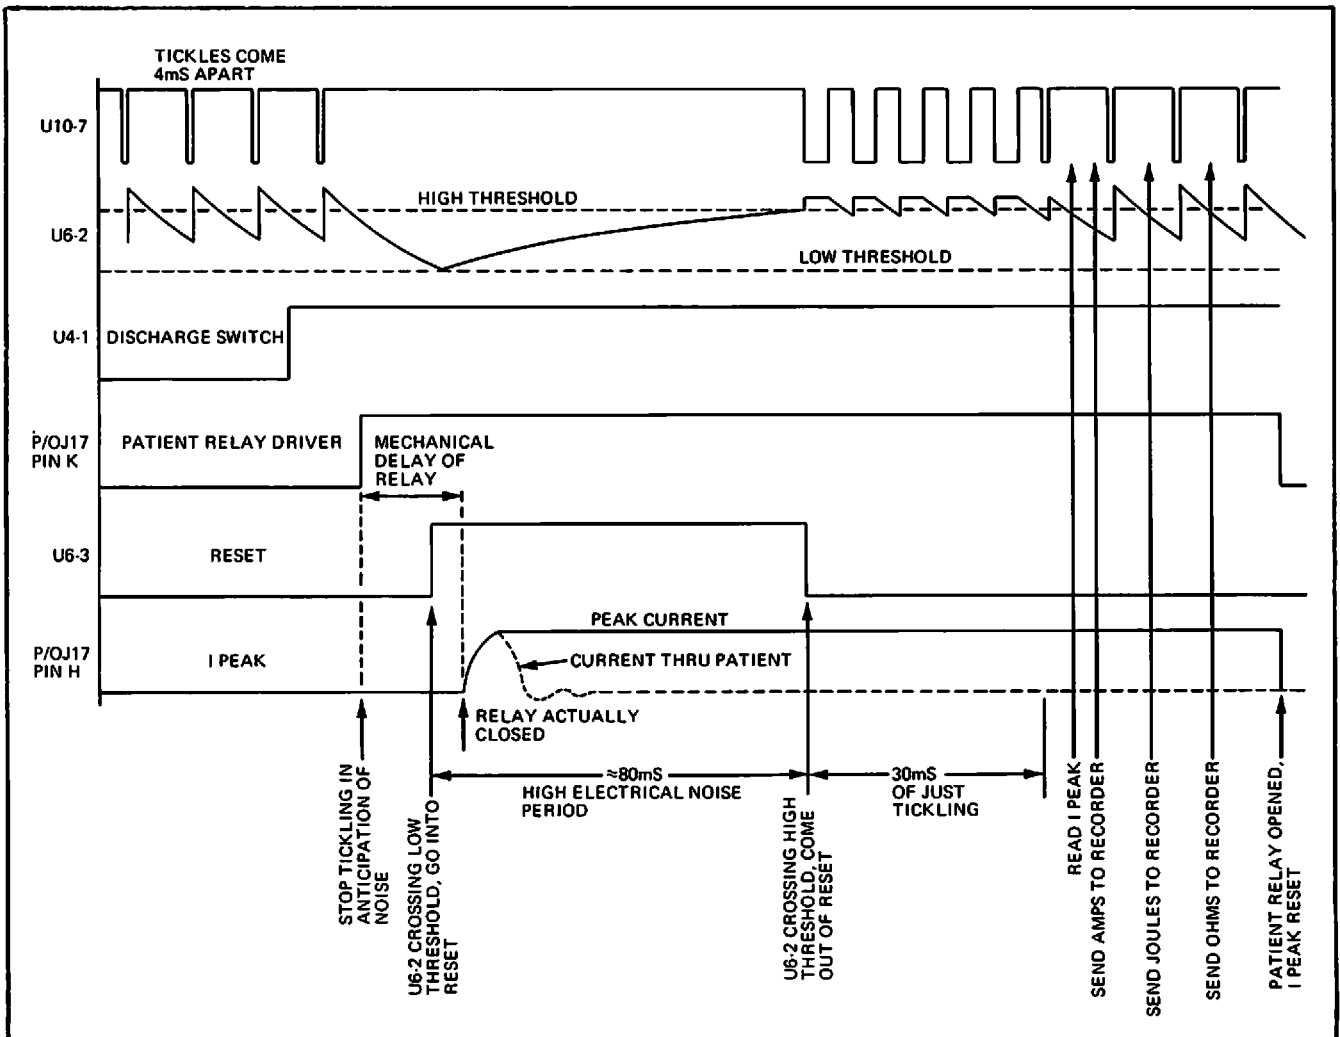 TICKLES COME
4mS APART
U10-7
HIGH THRESHOLD
U6-2
LOW THRESHOLD
U4-1
DISCHARGE SWITCH
P/OJ17
PIN K
PATIENT RELAY DRIVER
MECHANICAL
DELAY OF
RELAY
U6-3
RESET
PEAK CURRENT
P/OJ17
PIN H
I PEAK
CURRENT THRU PATIENT
RELAY ACTUALLY
CLOSED
≈80mS
HIGH ELECTRICAL NOISE
PERIOD
30mS
OF JUST
TICKLING
STOP TICKLING IN
ANTICIPATION OF
NOISE
U6-2 CROSSING LOW
THRESHOLD, GO INTO
RESET
U6-2 CROSSING HIGH
THRESHOLD, COME
OUT OF RESET
READ I PEAK
SEND AMPS TO RECORDER
SEND JOULES TO RECORDER
SEND OHMS TO RECORDER
PATIENT RELAY OPENED,
I PEAK RESET